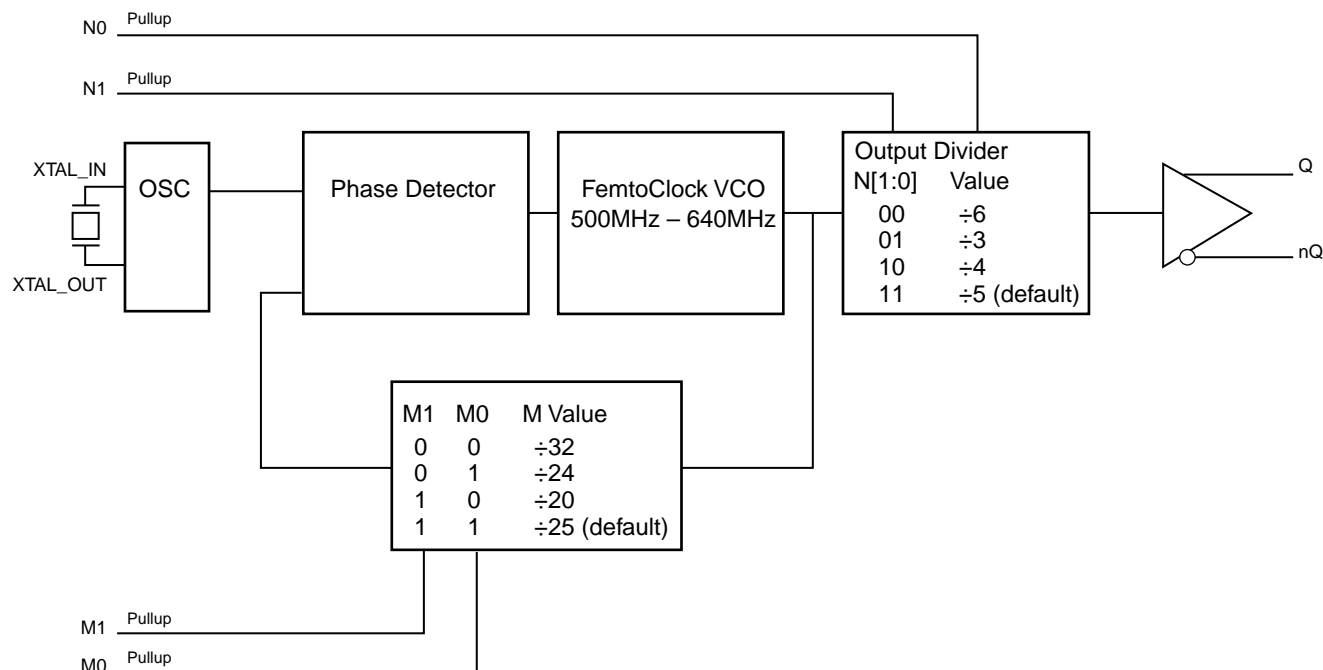 N0 Pullup
N1 Pullup
XTAL_IN
XTAL_OUT
OSC
Phase Detector
FemtoClock VCO
500MHz – 640MHz
Output Divider
N[1:0] Value
00 ÷6
01 ÷3
10 ÷4
11 ÷5 (default)
Q
nQ
M1 M0 M Value
0 0 ÷32
0 1 ÷24
1 0 ÷20
1 1 ÷25 (default)
M1 Pullup
M0 Pullup